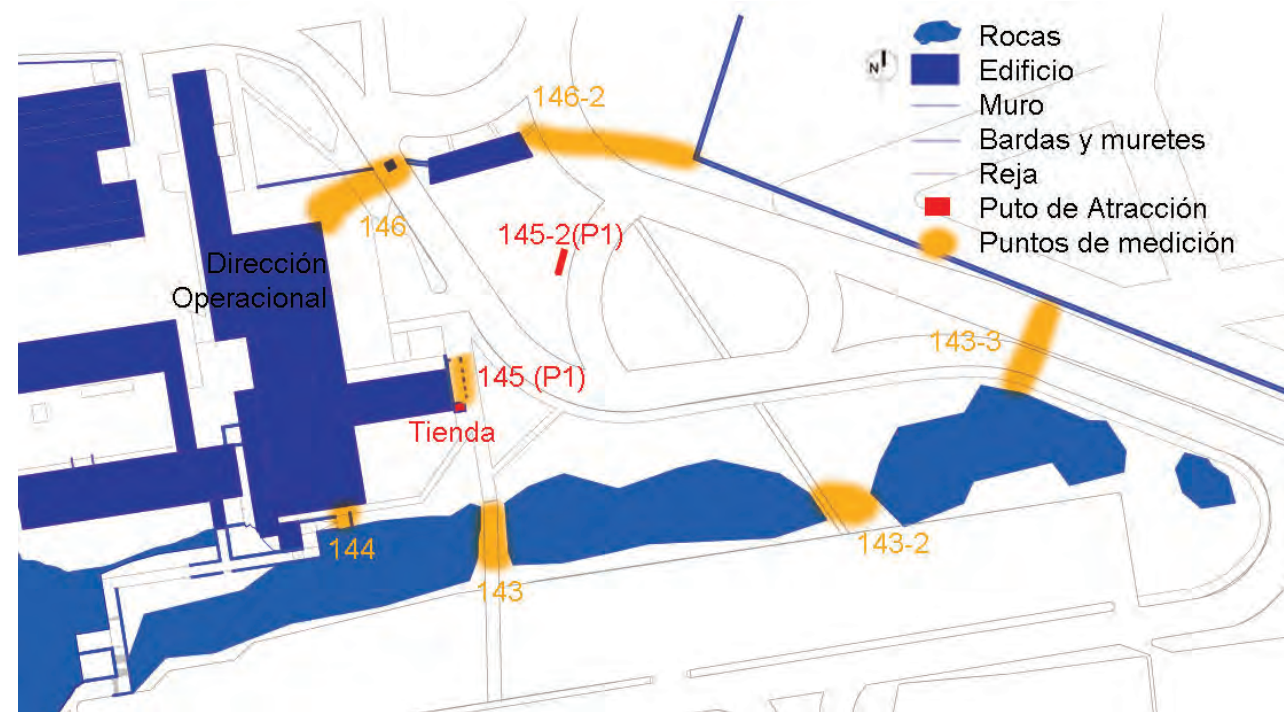 Rocas
N
Edificio
Muro
Bardas y muretes
Reja
Puto de Atracción
Puntos de medición
146-2
146
145-2(P1)
Dirección
Operacional
143-3
145 (P1)
Tienda
144
143
143-2